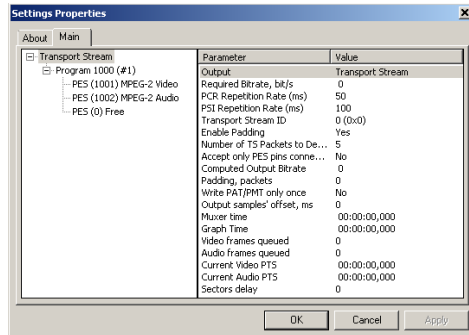 Settings Properties
About Main
Transport Stream
Program 1000 (#1)
PES (1001) MPEG-2 Video
PES (1002) MPEG-2 Audio
PES (0) Free
Parameter Value
Output Transport Stream
Required Bitrate, bit/s 0
PCR Repetition Rate (ms) 50
PSI Repetition Rate (ms) 100
Transport Stream ID 0 (0x0)
Enable Padding Yes
Number of TS Packets to De... 5
Accept only PES pins conne... No
Computed Output Bitrate 0
Padding, packets 0
Write PAT/PMT only once No
Output samples' offset, ms 0
Muxer time 00:00:00,000
Graph Time 00:00:00,000
Video frames queued 0
Audio frames queued 0
Current Video PTS 00:00:00,000
Current Audio PTS 00:00:00,000
Sectors delay 0
OK Cancel Apply